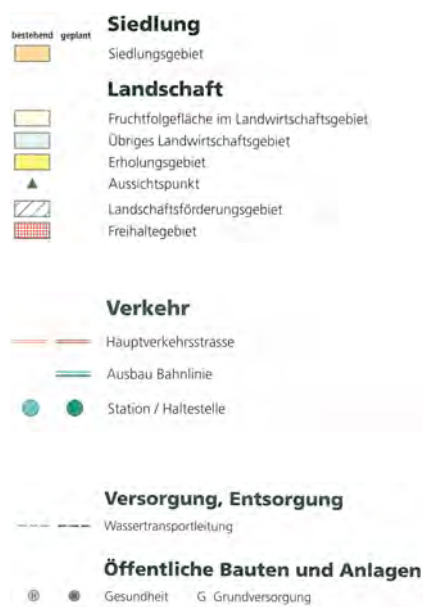 Siedlung
bestehend geplant
Siedlungsgebiet
Landschaft
Fruchtfolgefläche im Landwirtschaftsgebiet
Übriges Landwirtschaftsgebiet
Erholungsgebiet
Aussichtspunkt
Landschaftsförderungsgebiet
Freihaltegebiet
Verkehr
Hauptverkehrsstrasse
Ausbau Bahnlinie
Station / Haltestelle
Versorgung, Entsorgung
Wassertransportleitung
Öffentliche Bauten und Anlagen
Gesundheit G Grundversorgung